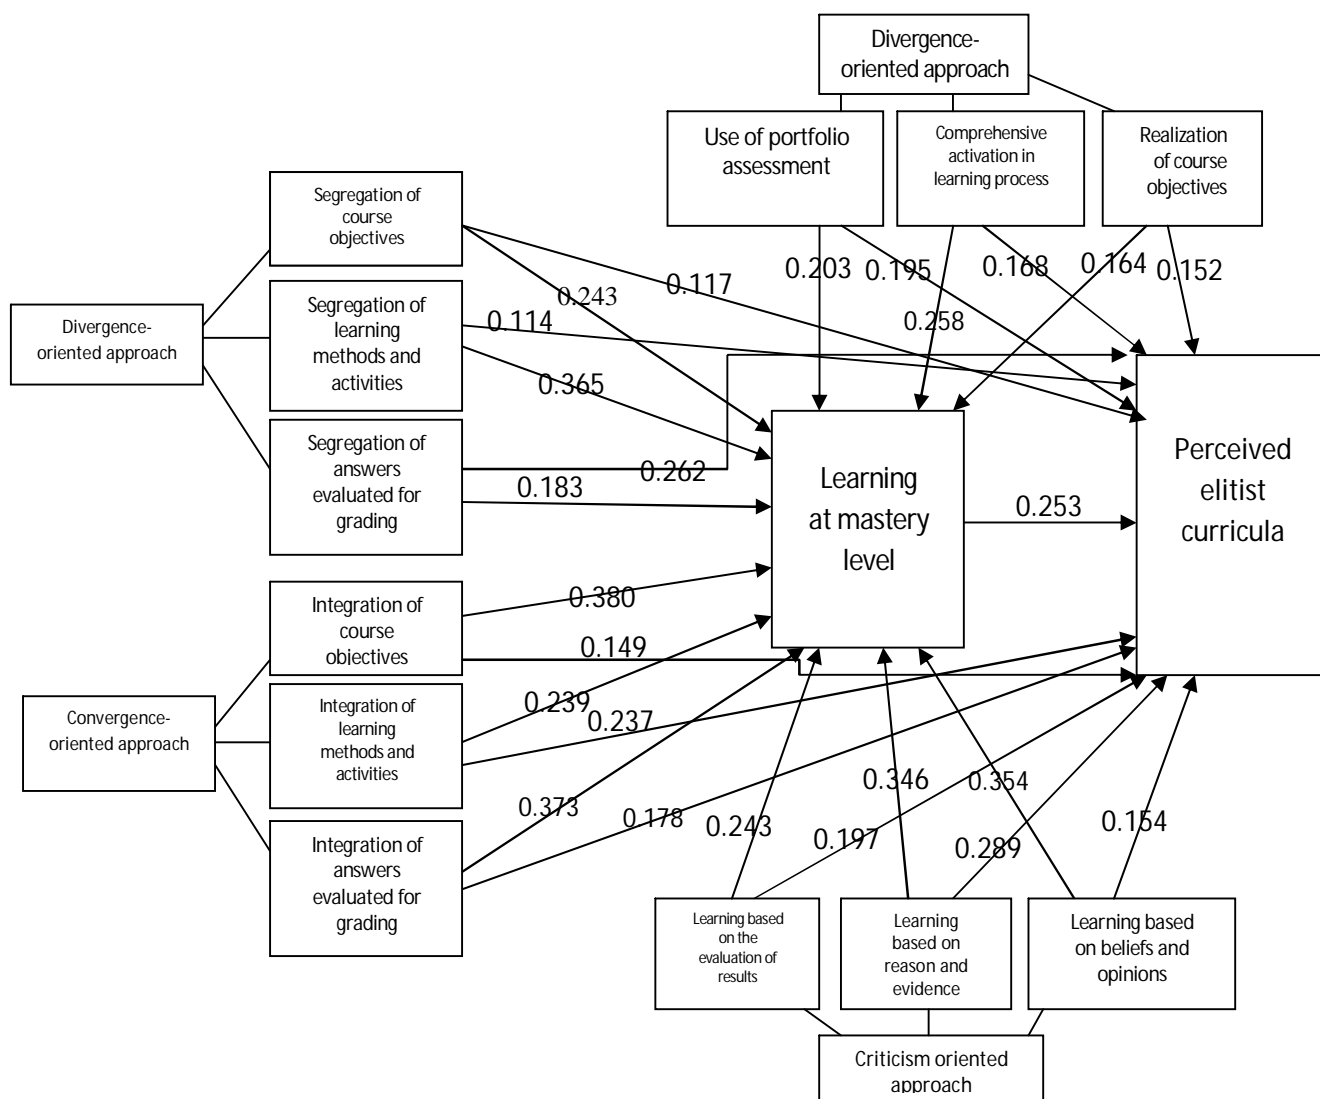 Divergence-
oriented approach
Use of portfolio
assessment
Comprehensive
activation in
learning process
Realization
of course
objectives
Segregation of
course
objectives
0.203
0.195
0.168
0.164
0.152
0.117
0.243
Divergence-
oriented approach
Segregation of
learning
methods and
activities
0.114
0.258
0.365
Segregation of
answers
evaluated for
grading
0.262
0.183
Learning
at mastery
level
0.253
Perceived
elitist
curricula
Integration of
course
objectives
0.380
0.149
Convergence-
oriented approach
Integration of
learning
methods and
activities
0.239
0.237
0.373
0.178
0.243
0.346
0.354
0.197
0.289
0.154
Integration of
answers
evaluated for
grading
Learning based
on the
evaluation of
results
Learning
based on
reason and
evidence
Learning based
on beliefs and
opinions
Criticism oriented
approach